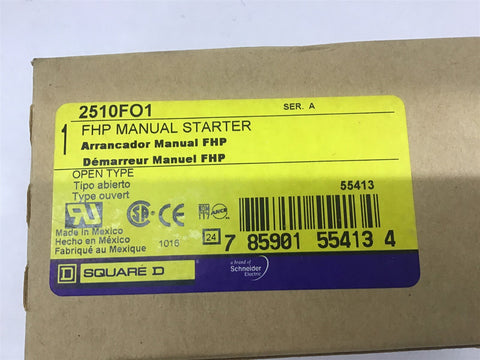 2510FO1 SER. A
1 FHP MANUAL STARTER
Arrancador Manual FHP
Démarreur Manuel FHP
OPEN TYPE
Tipo abierto 55413
Type ouvert
Made in Mexico
Hecho en México 1016 24 7 85901 55413 4
Fabriqué au Mexique
D SQUARE D
a brand of
Schneider
Electric